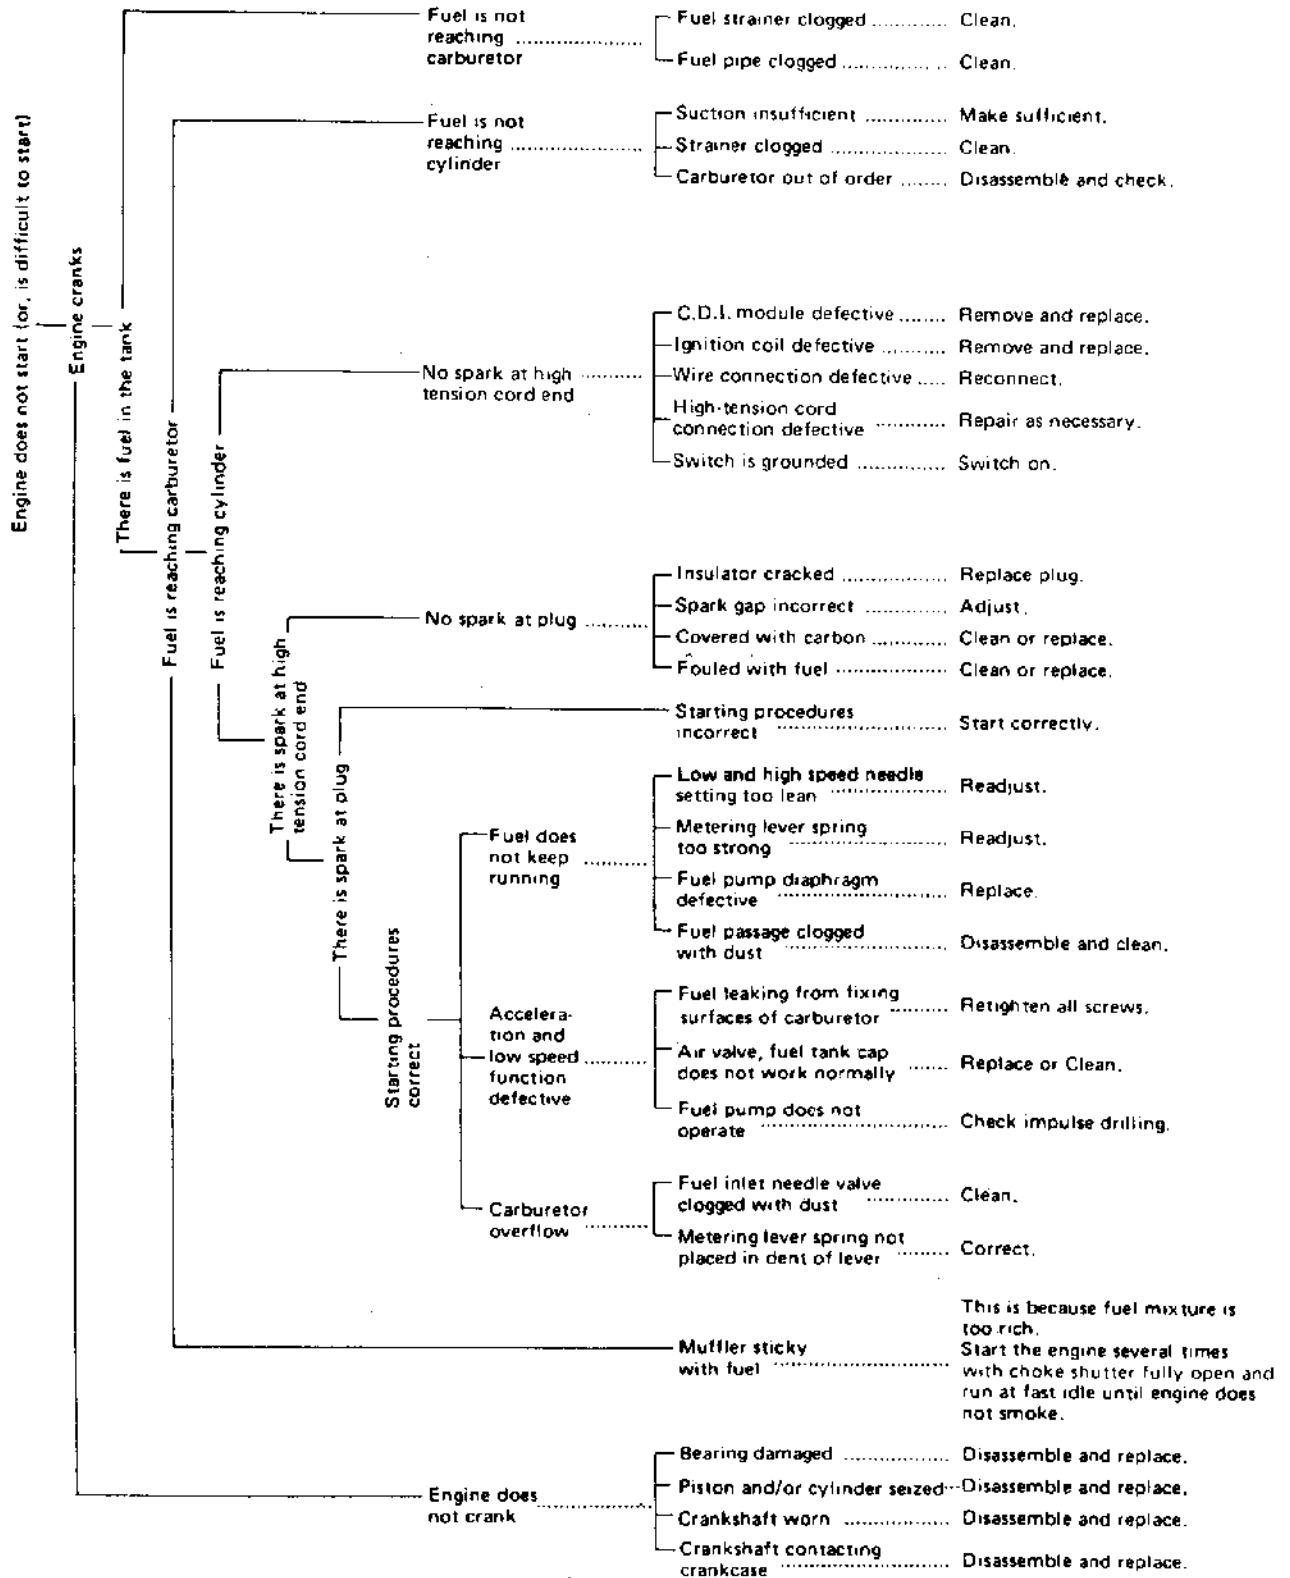 Engine does not start (or, is difficult to start)
Engine cranks
There is fuel in the tank
Fuel is reaching carburetor
Fuel is reaching cylinder
There is spark at high
tension cord end
There is spark at plug
Starting procedures
correct
Fuel is not
reaching
carburetor
Fuel strainer clogged ............ Clean.
Fuel pipe clogged ................ Clean.
Fuel is not
reaching
cylinder
Suction insufficient ............. Make sufficient.
Strainer clogged ................. Clean.
Carburetor out of order ........ Disassemble and check.
No spark at high
tension cord end
C.D.I. module defective ........ Remove and replace.
Ignition coil defective .......... Remove and replace.
Wire connection defective ..... Reconnect.
High-tension cord
connection defective ............ Repair as necessary.
Switch is grounded ............... Switch on.
No spark at plug
Insulator cracked .................. Replace plug.
Spark gap incorrect .............. Adjust.
Covered with carbon ............. Clean or replace.
Fouled with fuel .................... Clean or replace.
Starting procedures
incorrect ............................. Start correctly.
Fuel does
not keep
running
Low and high speed needle
setting too lean .................... Readjust.
Metering lever spring
too strong ........................... Readjust.
Fuel pump diaphragm
defective ............................. Replace.
Fuel passage clogged
with dust ............................. Disassemble and clean.
Accelera-
tion and
low speed
function
defective
Fuel leaking from fixing
surfaces of carburetor .......... Retighten all screws.
Air valve, fuel tank cap
does not work normally ...... Replace or Clean.
Fuel pump does not
operate ............................... Check impulse drilling.
Carburetor
overflow
Fuel inlet needle valve
clogged with dust ............... Clean.
Metering lever spring not
placed in dent of lever ........ Correct.
Muffler sticky
with fuel
This is because fuel mixture is
too rich.
Start the engine several times
with choke shutter fully open and
run at fast idle until engine does
not smoke.
Engine does
not crank
Bearing damaged ................. Disassemble and replace.
Piston and/or cylinder seized...Disassemble and replace.
Crankshaft worn .................. Disassemble and replace.
Crankshaft contacting
crankcase ............................ Disassemble and replace.